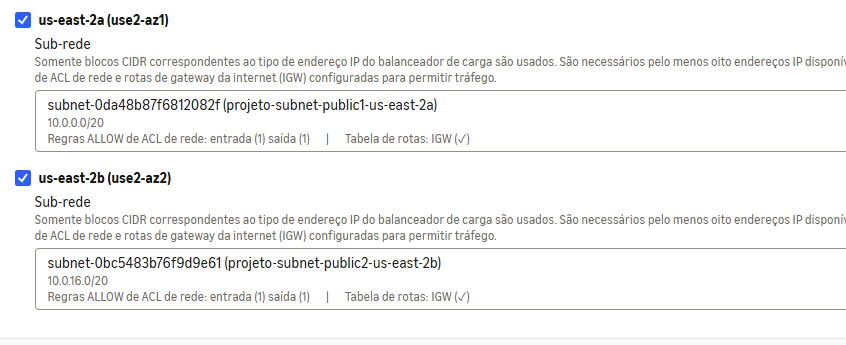 us-east-2a (use2-az1)
Sub-rede
Somente blocos CIDR correspondentes ao tipo de endereço IP do balanceador de carga são usados. São necessários pelo menos oito endereços IP
de ACL de rede e rotas de gateway da internet (IGW) configuradas para permitir tráfego.
subnet-0da48b87f6812082f (projeto-subnet-public1-us-east-2a)
10.0.0.0/20
Regras ALLOW de ACL de rede: entrada (1) saída (1) | Tabela de rotas: IGW (✓)
us-east-2b (use2-az2)
Sub-rede
Somente blocos CIDR correspondentes ao tipo de endereço IP do balanceador de carga são usados. São necessários pelo menos oito endereços IP
de ACL de rede e rotas de gateway da internet (IGW) configuradas para permitir tráfego.
subnet-0bc5483b76f9d9e61 (projeto-subnet-public2-us-east-2b)
10.0.16.0/20
Regras ALLOW de ACL de rede: entrada (1) saída (1) | Tabela de rotas: IGW (✓)